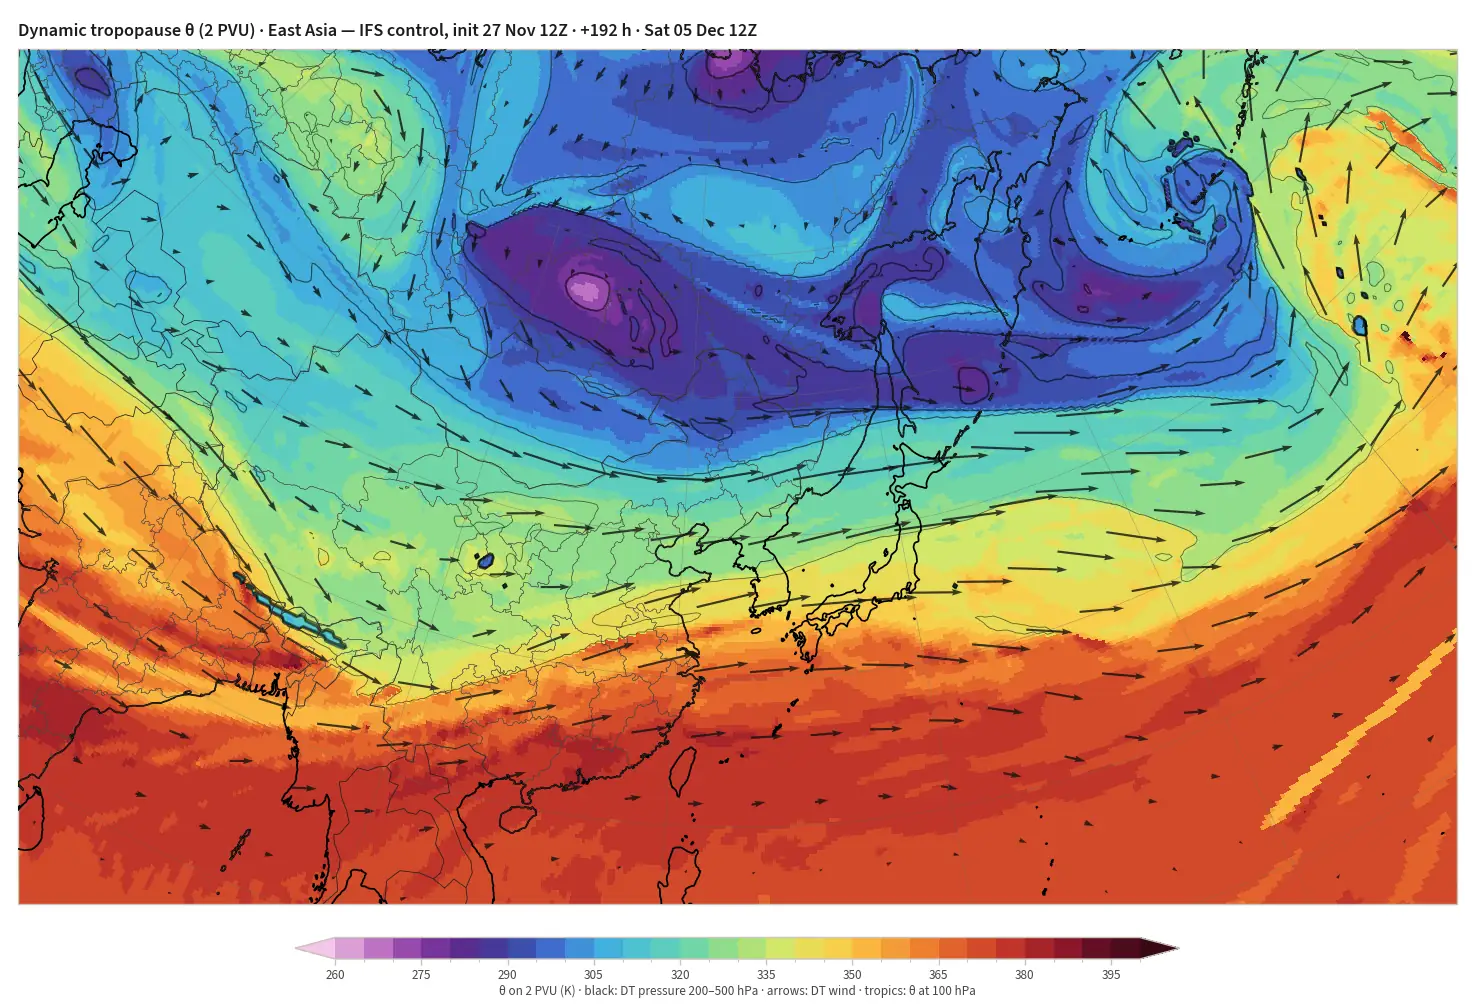 Dynamic tropopause θ (2 PVU) · East Asia — IFS control, init 27 Nov 12Z · +192 h · Sat 05 Dec 12Z
260 275 290 305 320 335 350 365 380 395
θ on 2 PVU (K) · black: DT pressure 200–500 hPa · arrows: DT wind · tropics: θ at 100 hPa